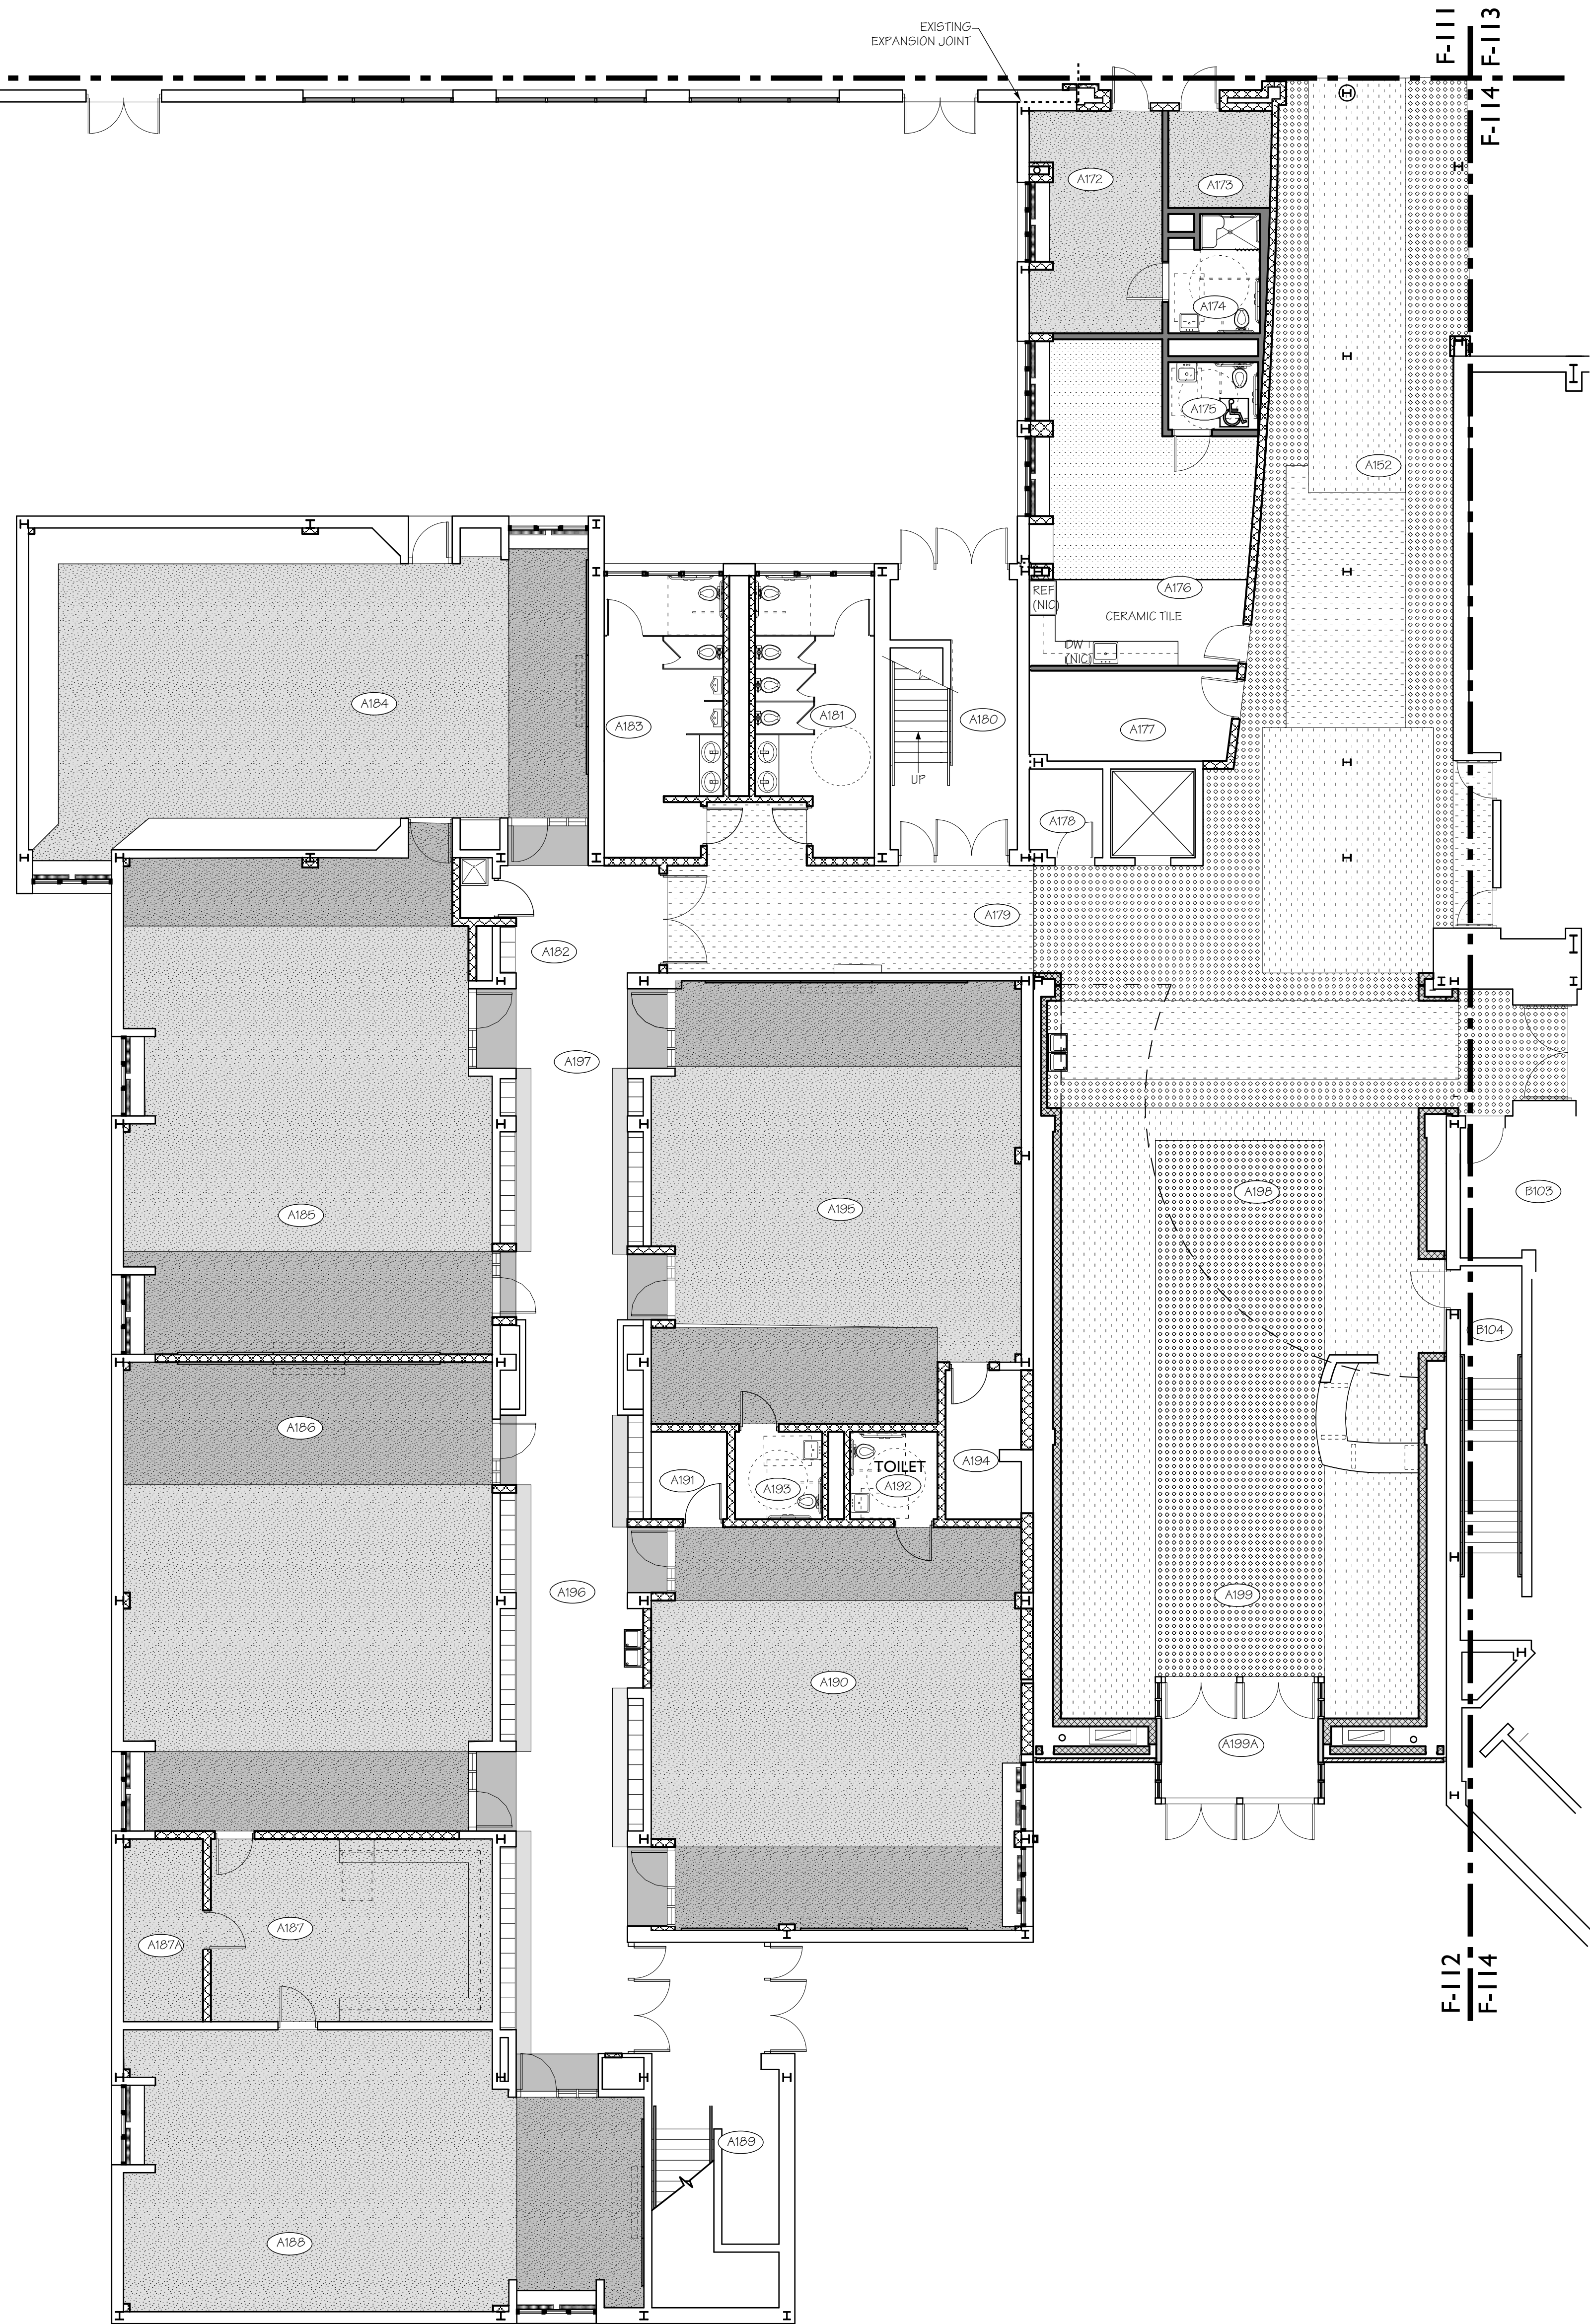 EXISTING
EXPANSION JOINT
F-111
F-113
F-114
A172
A173
A174
A175
A152
A176
REF
(NIC)
CERAMIC TILE
DW
(NIC)
A184
A183
A181
A180
UP
A177
A178
A179
A182
A197
A185
A195
A198
B103
B104
A186
A191
A193
TOILET
A192
A194
A196
A199
A190
A199A
A187
A187A
F-112
F-114
A189
A188